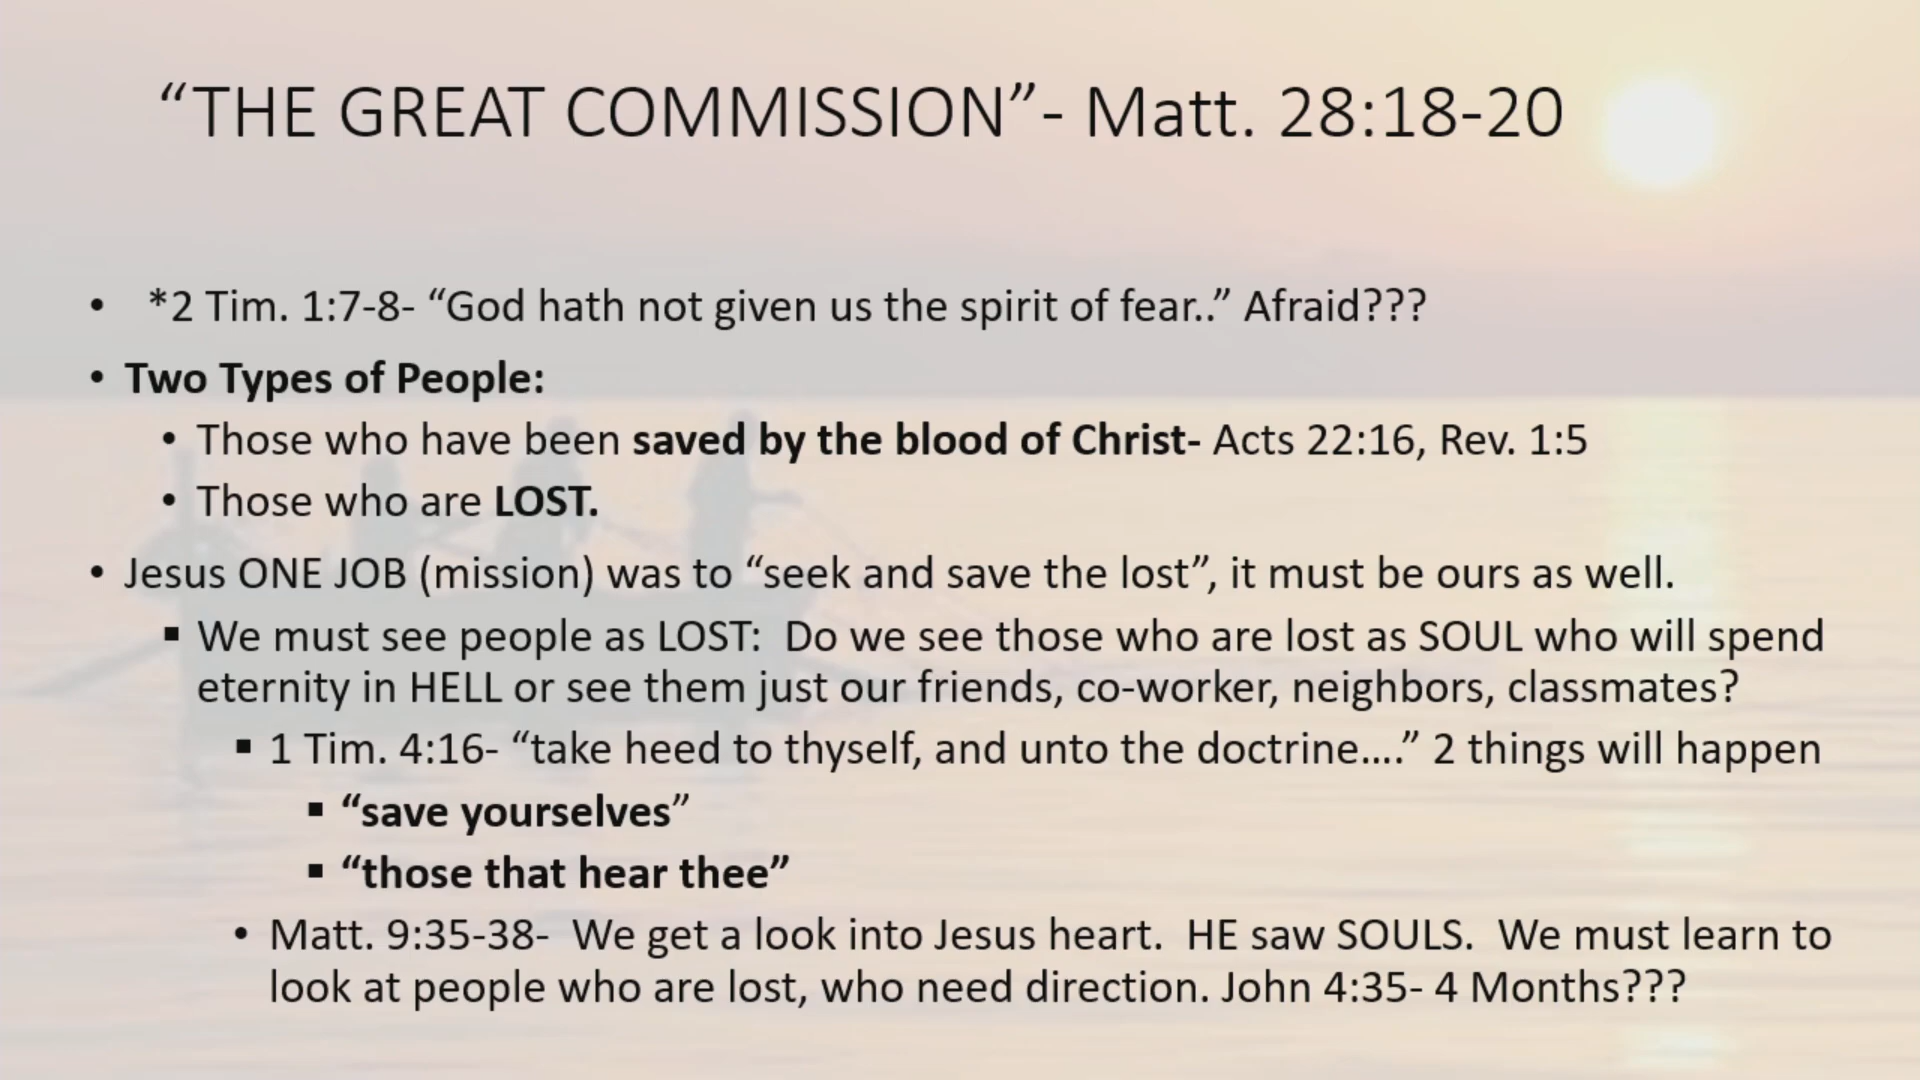 “THE GREAT COMMISSION”- Matt. 28:18-20
• *2 Tim. 1:7-8- “God hath not given us the spirit of fear..” Afraid???
• Two Types of People:
• Those who have been saved by the blood of Christ- Acts 22:16, Rev. 1:5
• Those who are LOST.
• Jesus ONE JOB (mission) was to “seek and save the lost”, it must be ours as well.
▪ We must see people as LOST:  Do we see those who are lost as SOUL who will spend
eternity in HELL or see them just our friends, co-worker, neighbors, classmates?
▪ 1 Tim. 4:16- “take heed to thyself, and unto the doctrine....” 2 things will happen
▪ “save yourselves”
▪ “those that hear thee”
• Matt. 9:35-38-  We get a look into Jesus heart.  HE saw SOULS.  We must learn to
look at people who are lost, who need direction. John 4:35- 4 Months???